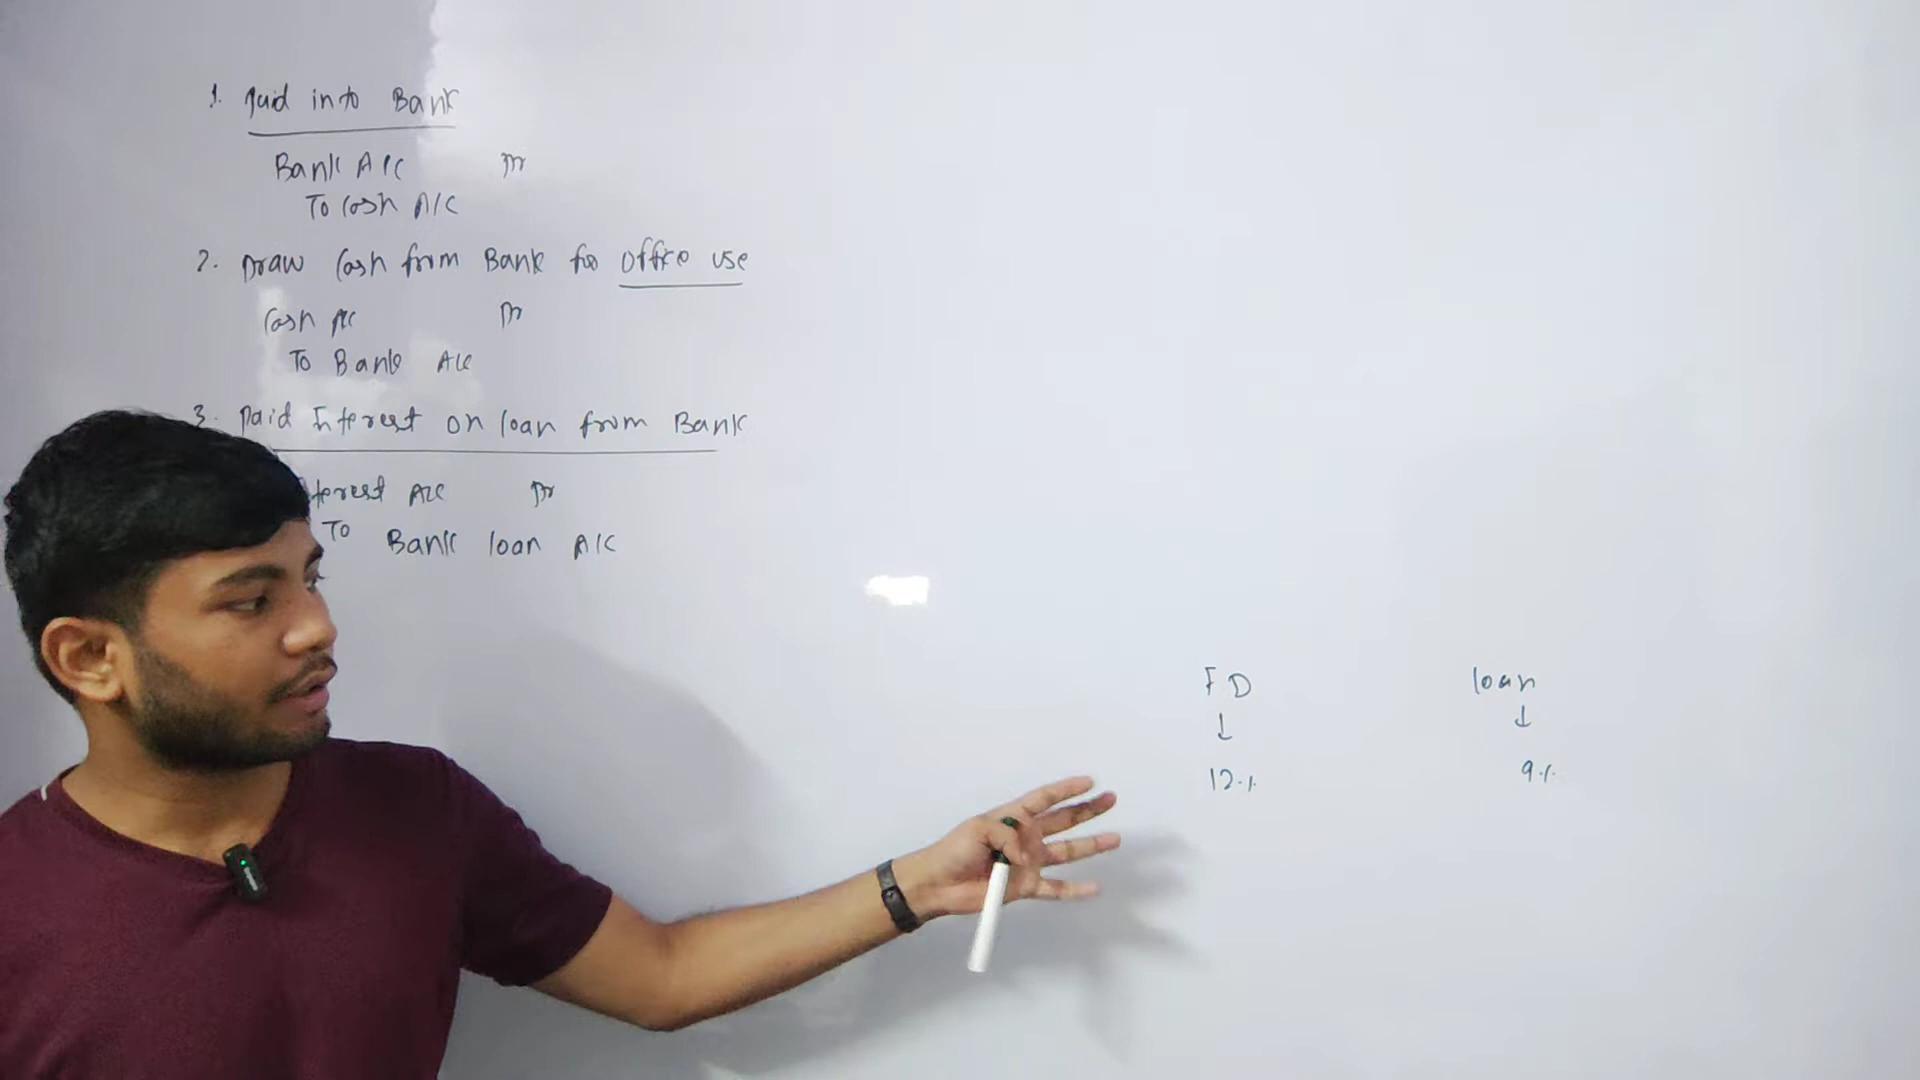 1. paid into Bank
Bank A/C Dr
To Cash A/C
2. Draw Cash from Bank for office use
Cash A/C Dr
To Bank A/C
3. Paid Interest on loan from Bank
terest A/C Dr
To Bank loan A/C
FD loan
↓ ↓
12% 9%